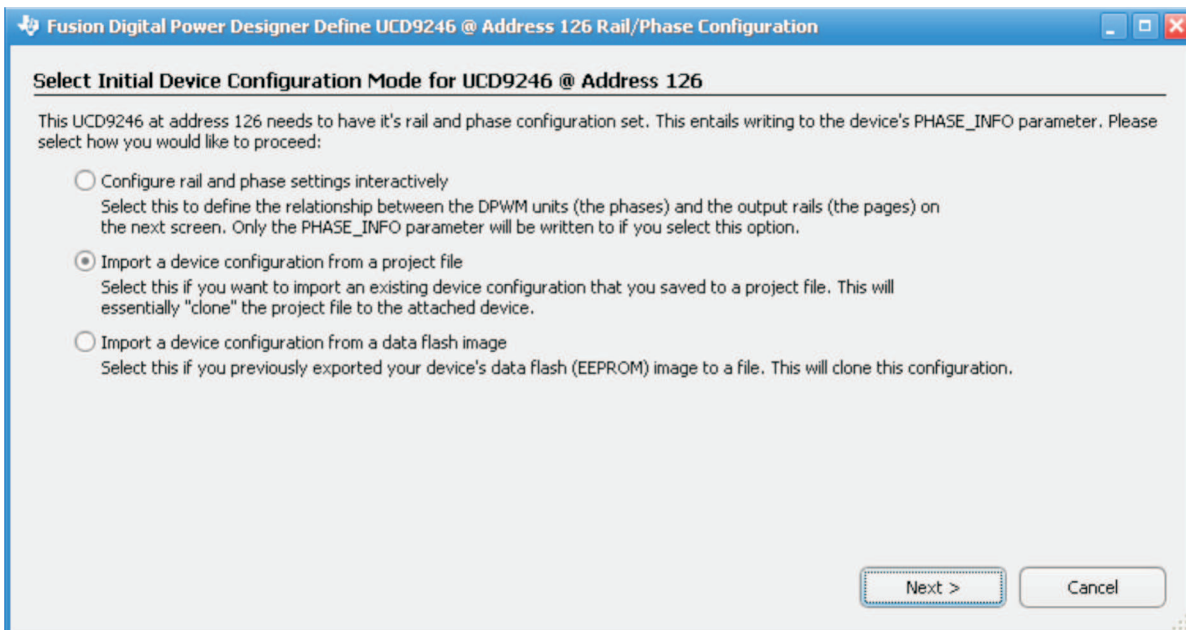 Fusion Digital Power Designer Define UCD9246 @ Address 126 Rail/Phase Configuration
Select Initial Device Configuration Mode for UCD9246 @ Address 126
This UCD9246 at address 126 needs to have it's rail and phase configuration set. This entails writing to the device's PHASE_INFO parameter. Please
select how you would like to proceed:
Configure rail and phase settings interactively
Select this to define the relationship between the DPWM units (the phases) and the output rails (the pages) on
the next screen. Only the PHASE_INFO parameter will be written to if you select this option.
Import a device configuration from a project file
Select this if you want to import an existing device configuration that you saved to a project file. This will
essentially "clone" the project file to the attached device.
Import a device configuration from a data flash image
Select this if you previously exported your device's data flash (EEPROM) image to a file. This will clone this configuration.
Next >
Cancel